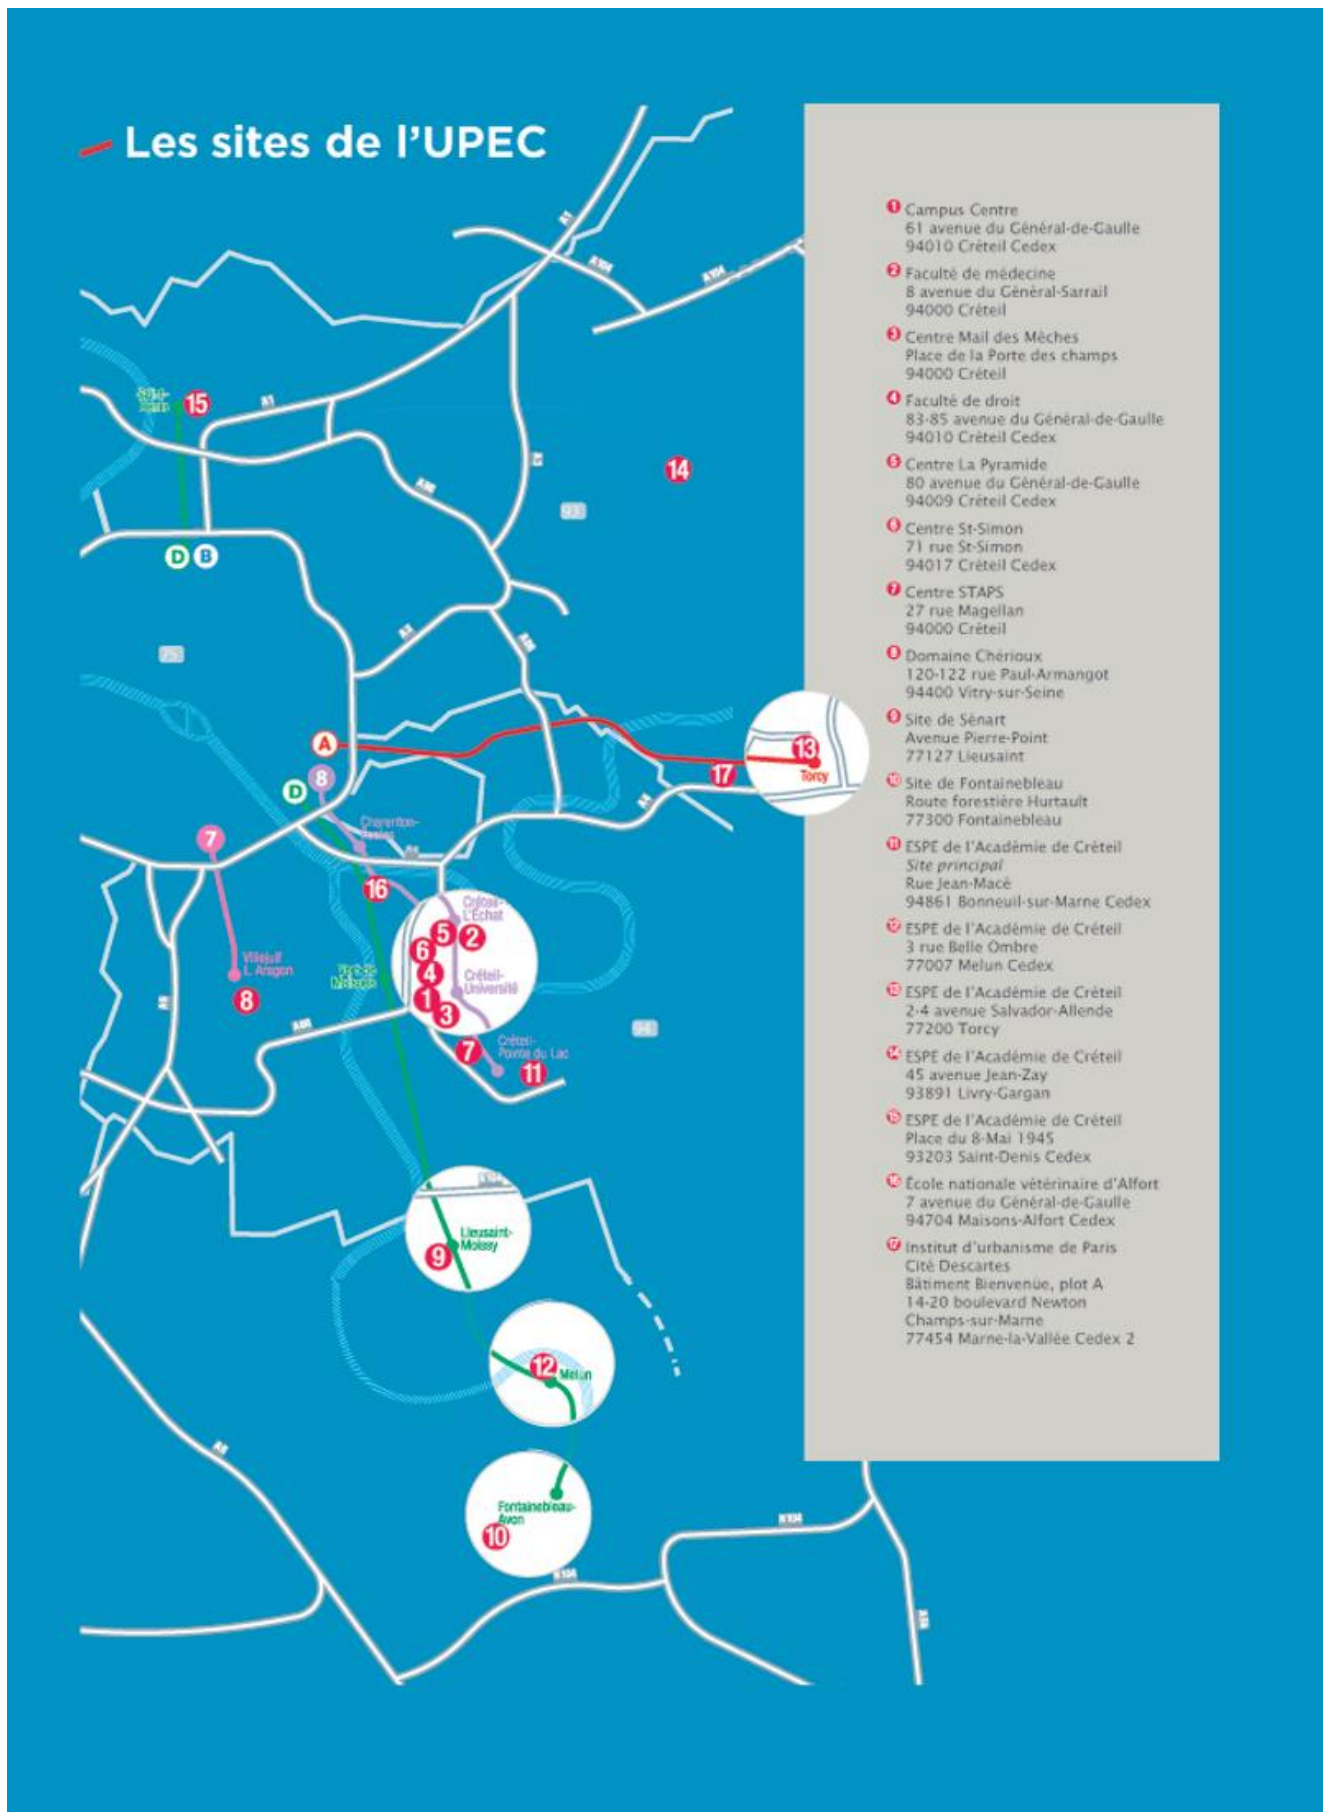 Les sites de l'UPEC
A1
A104
A104
Saint-
Denis
15
A1
14
A3
A86
93
D
B
75
A3
A86
A
8
D
13
Torcy
17
A4
7
Charenton-
Écoles
A4
16
Créteil-
L'Échat
5
2
6
Villejuif
L. Aragon
4
Créteil-
Université
8
1
3
A6
A86
94
7
Créteil-
Pointe du Lac
11
N104
Lieusaint-
Moissy
9
12
Melun
A6
Fontainebleau-
Avon
10
N104
N104
1 Campus Centre
61 avenue du Général-de-Gaulle
94010 Créteil Cedex
2 Faculté de médecine
8 avenue du Général-Sarrail
94000 Créteil
3 Centre Mail des Mèches
Place de la Porte des champs
94000 Créteil
4 Faculté de droit
83-85 avenue du Général-de-Gaulle
94010 Créteil Cedex
5 Centre La Pyramide
80 avenue du Général-de-Gaulle
94009 Créteil Cedex
6 Centre St-Simon
71 rue St-Simon
94017 Créteil Cedex
7 Centre STAPS
27 rue Magellan
94000 Créteil
8 Domaine Chérioux
120-122 rue Paul-Armangot
94400 Vitry-sur-Seine
9 Site de Sénart
Avenue Pierre-Point
77127 Lieusaint
10 Site de Fontainebleau
Route forestière Hurtault
77300 Fontainebleau
11 ESPE de l'Académie de Créteil
Site principal
Rue Jean-Macé
94861 Bonneuil-sur-Marne Cedex
12 ESPE de l'Académie de Créteil
3 rue Belle Ombre
77007 Melun Cedex
13 ESPE de l'Académie de Créteil
2-4 avenue Salvador-Allende
77200 Torcy
14 ESPE de l'Académie de Créteil
45 avenue Jean-Zay
93891 Livry-Gargan
15 ESPE de l'Académie de Créteil
Place du 8-Mai 1945
93203 Saint-Denis Cedex
16 École nationale vétérinaire d'Alfort
7 avenue du Général-de-Gaulle
94704 Maisons-Alfort Cedex
17 Institut d'urbanisme de Paris
Cité Descartes
Bâtiment Bienvenüe, plot A
14-20 boulevard Newton
Champs-sur-Marne
77454 Marne-la-Vallée Cedex 2